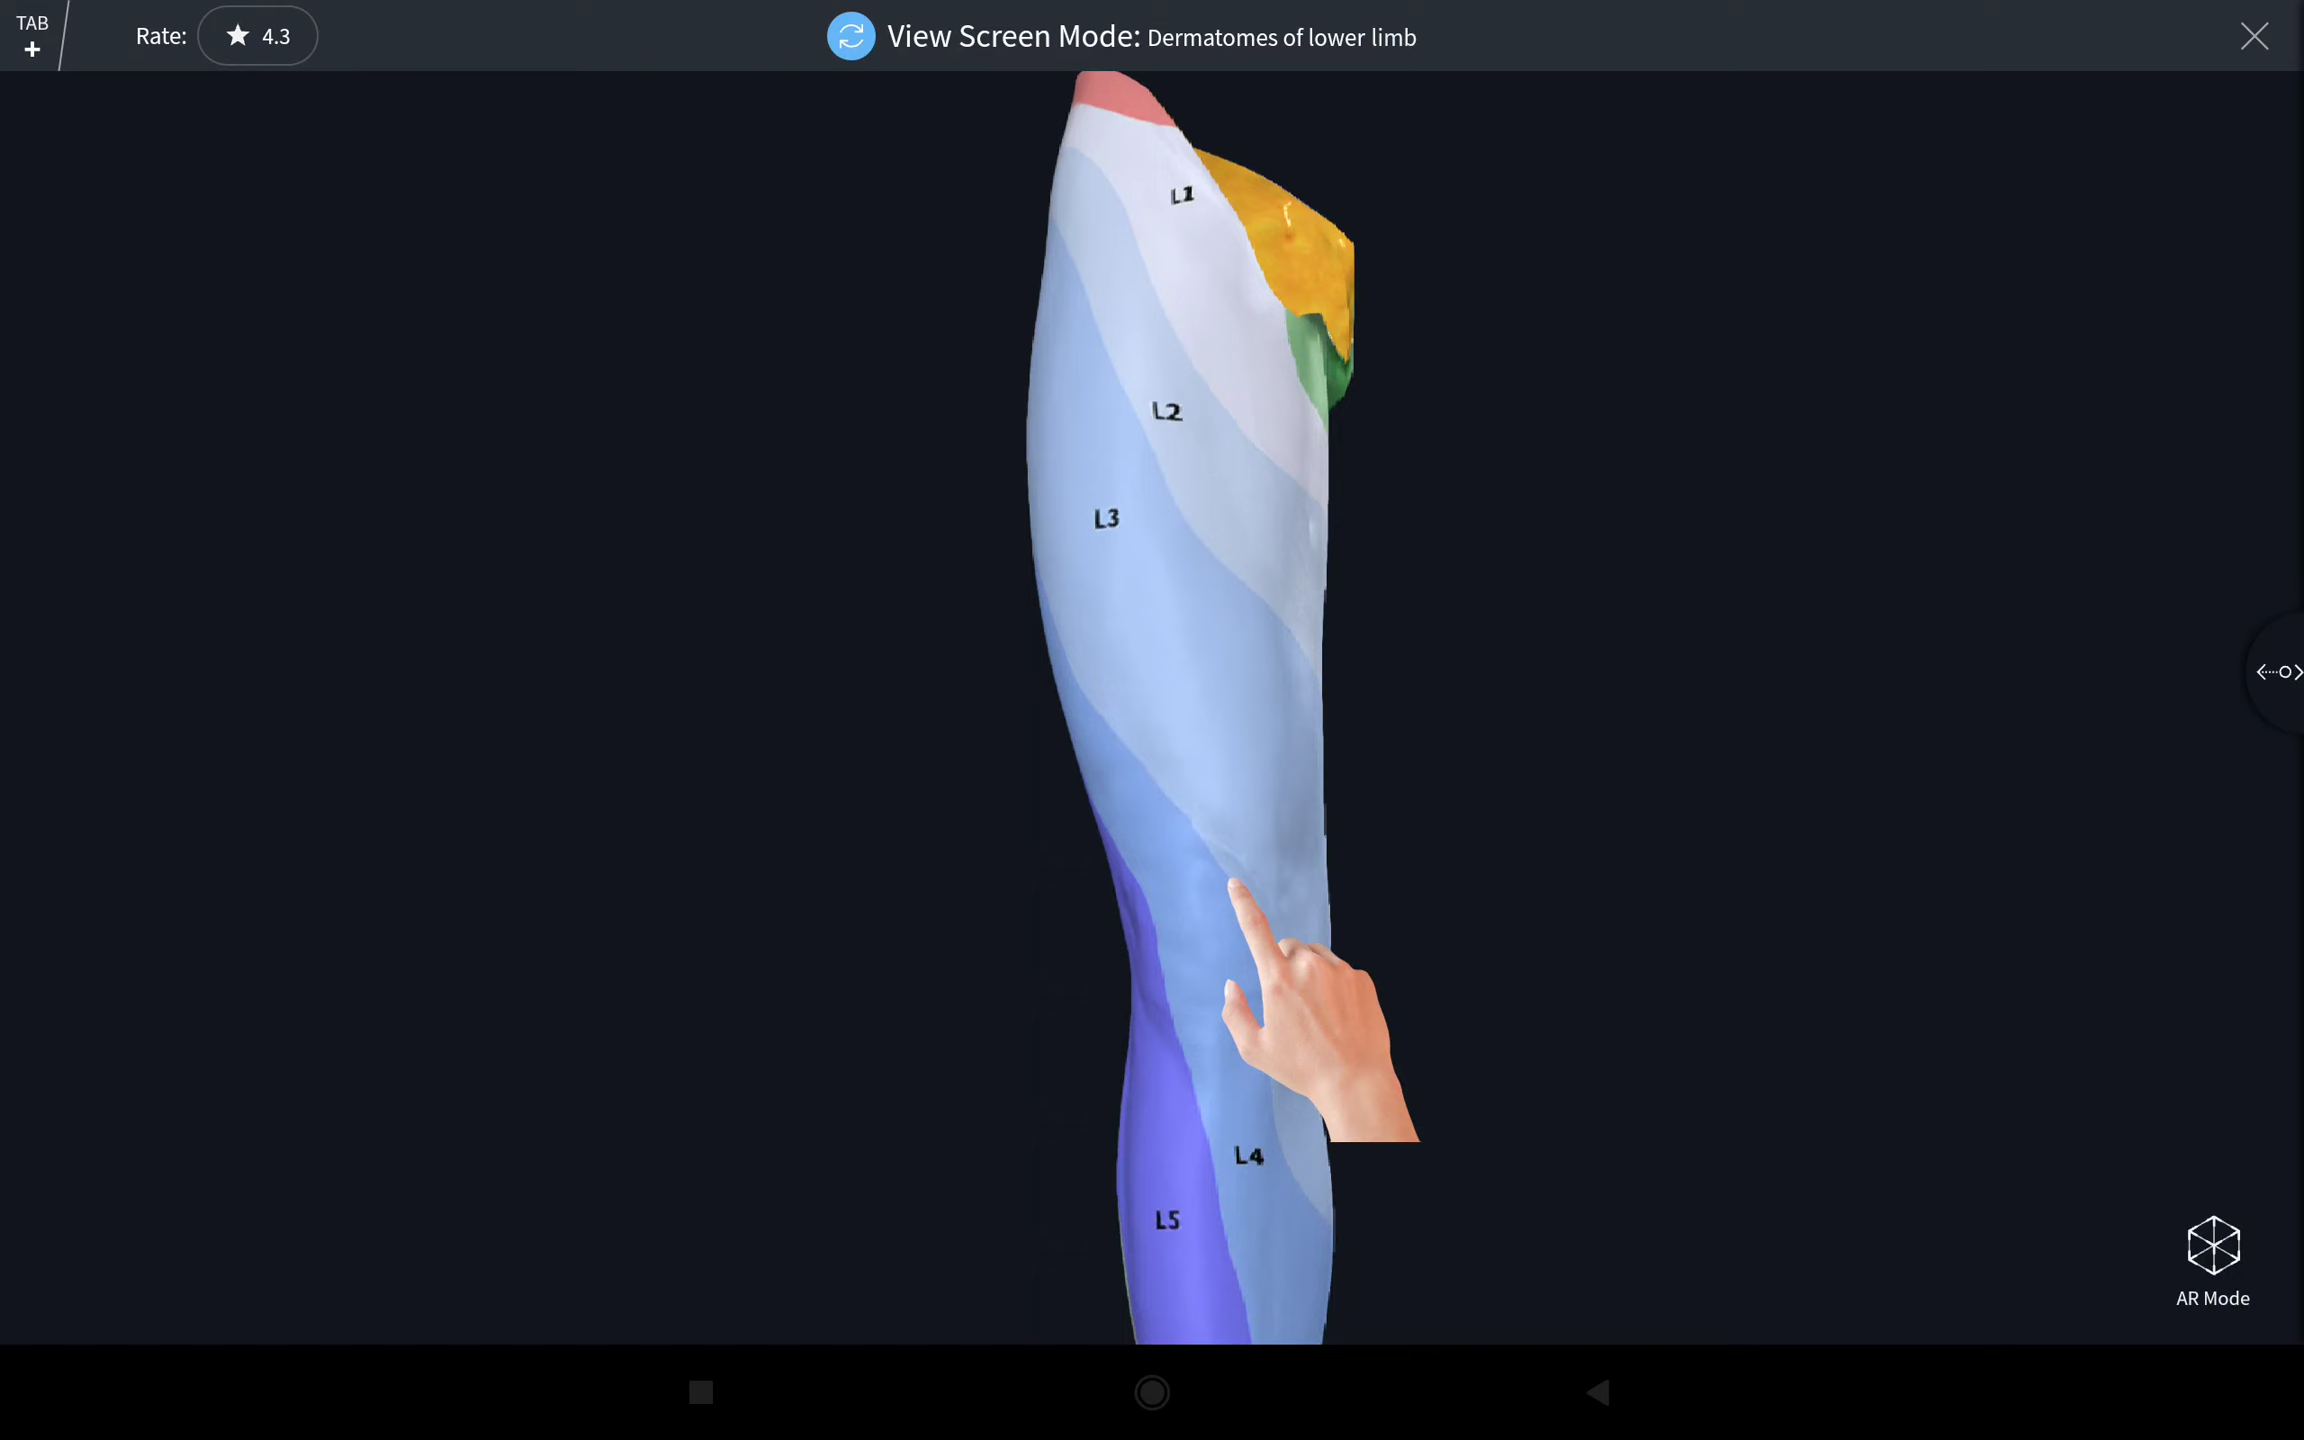 TAB
+
Rate: ★ 4.3
View Screen Mode: Dermatomes of lower limb
L1
L2
L3
L4
L5
AR Mode